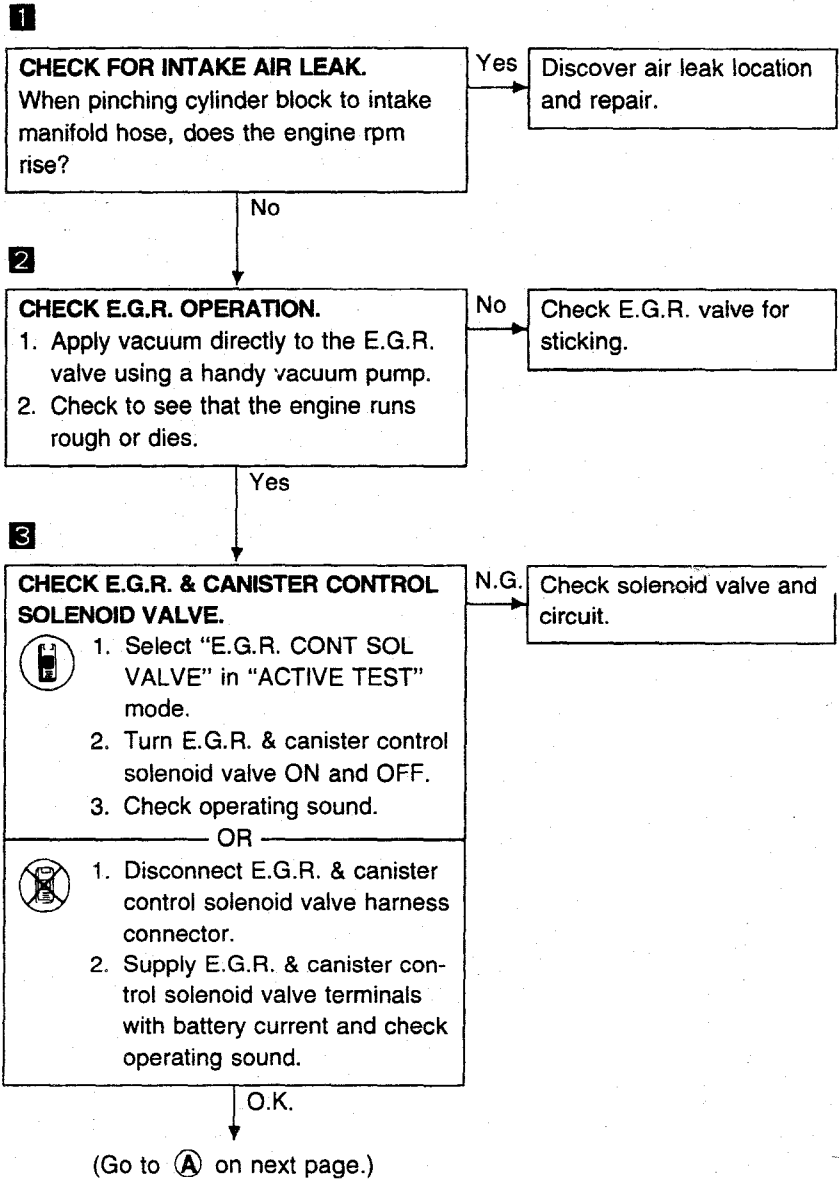 1
CHECK FOR INTAKE AIR LEAK.
When pinching cylinder block to intake
manifold hose, does the engine rpm
rise?
Yes
Discover air leak location
and repair.
No
2
CHECK E.G.R. OPERATION.
1. Apply vacuum directly to the E.G.R.
valve using a handy vacuum pump.
2. Check to see that the engine runs
rough or dies.
No
Check E.G.R. valve for
sticking.
Yes
3
CHECK E.G.R. & CANISTER CONTROL
SOLENOID VALVE.
1. Select "E.G.R. CONT SOL
VALVE" in "ACTIVE TEST"
mode.
2. Turn E.G.R. & canister control
solenoid valve ON and OFF.
3. Check operating sound.
OR
1. Disconnect E.G.R. & canister
control solenoid valve harness
connector.
2. Supply E.G.R. & canister con-
trol solenoid valve terminals
with battery current and check
operating sound.
N.G.
Check solenoid valve and
circuit.
O.K.
(Go to Ⓐ on next page.)